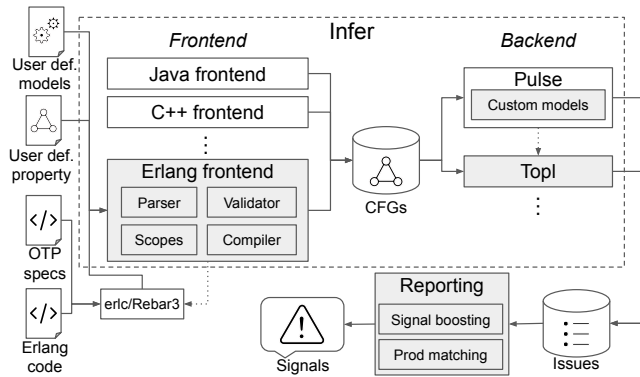 Infer
Frontend
Backend
User def.
models
User def.
property
OTP
specs
Erlang
code
Java frontend
C++ frontend
Erlang frontend
Parser
Validator
Scopes
Compiler
erlc/Rebar3
CFGs
Pulse
Custom models
Topl
Reporting
Signal boosting
Prod matching
Signals
Issues